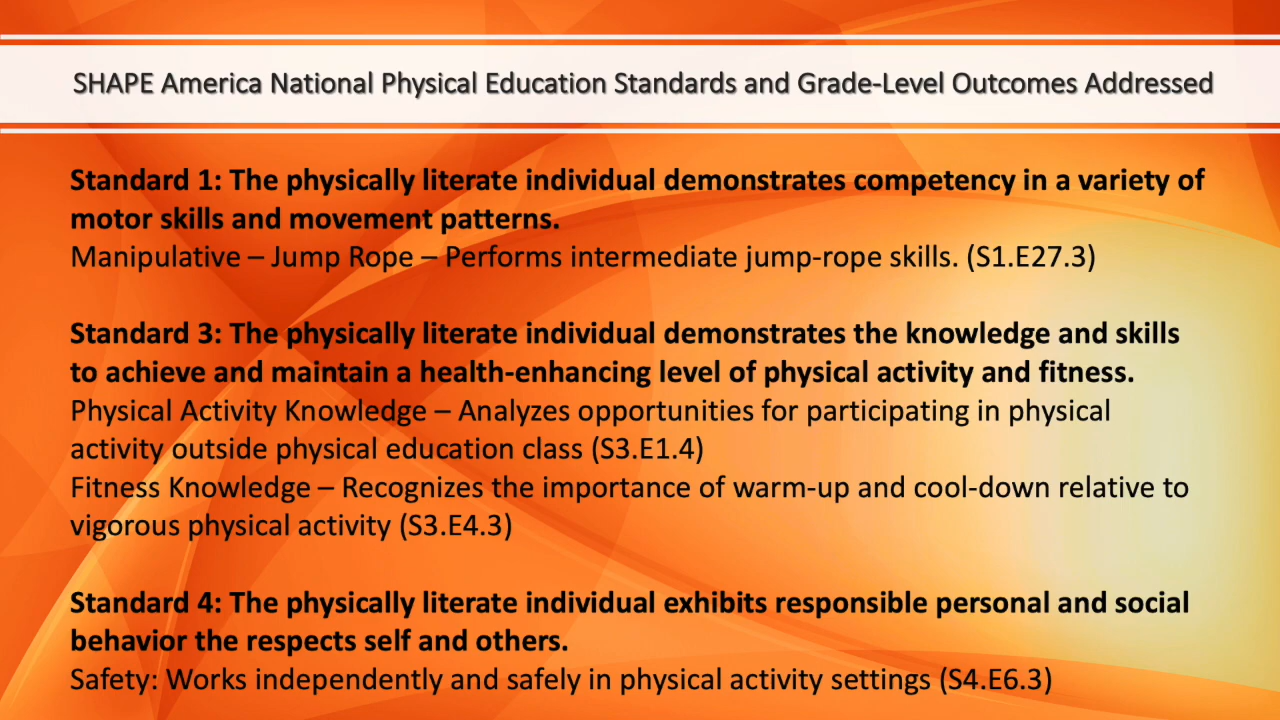 SHAPE America National Physical Education Standards and Grade-Level Outcomes Addressed
Standard 1: The physically literate individual demonstrates competency in a variety of
motor skills and movement patterns.
Manipulative – Jump Rope – Performs intermediate jump-rope skills. (S1.E27.3)
Standard 3: The physically literate individual demonstrates the knowledge and skills
to achieve and maintain a health-enhancing level of physical activity and fitness.
Physical Activity Knowledge – Analyzes opportunities for participating in physical
activity outside physical education class (S3.E1.4)
Fitness Knowledge – Recognizes the importance of warm-up and cool-down relative to
vigorous physical activity (S3.E4.3)
Standard 4: The physically literate individual exhibits responsible personal and social
behavior the respects self and others.
Safety: Works independently and safely in physical activity settings (S4.E6.3)